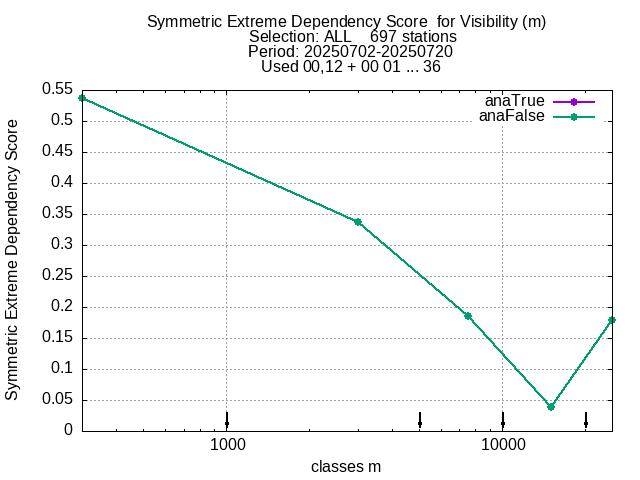 Symmetric Extreme Dependency Score  for Visibility (m)
Selection: ALL    697 stations
Period: 20250702-20250720
Used 00,12 + 00 01 ... 36
anaTrue
anaFalse
Symmetric Extreme Dependency Score
0.55
0.5
0.45
0.4
0.35
0.3
0.25
0.2
0.15
0.1
0.05
0
1000
10000
classes m